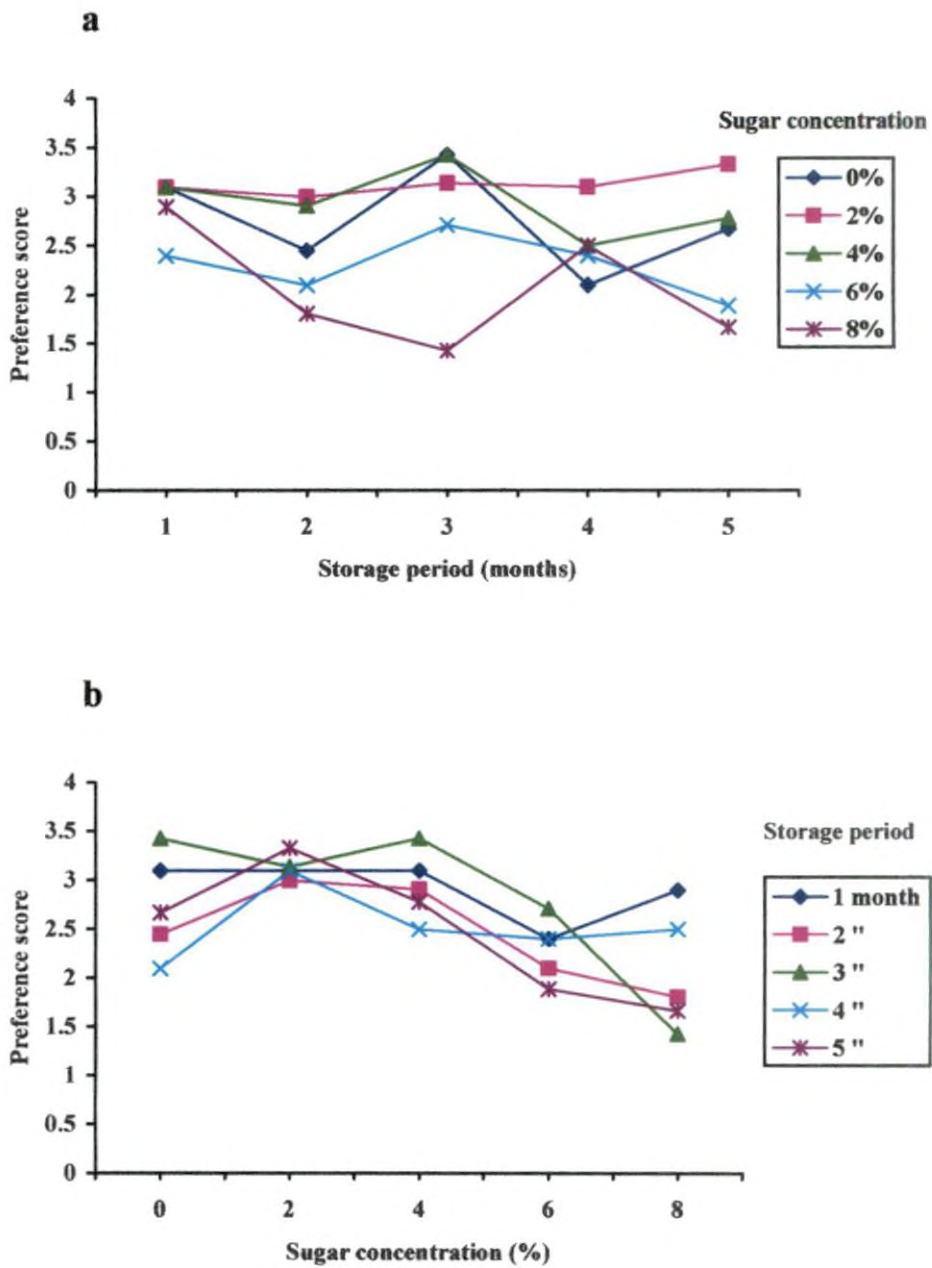 a
4
3.5
3
2.5
2
1.5
1
0.5
0
Preference score
1 2 3 4 5
Storage period (months)
Sugar concentration
0%
2%
4%
6%
8%
b
4
3.5
3
2.5
2
1.5
1
0.5
0
Preference score
0 2 4 6 8
Sugar concentration (%)
Storage period
1 month
2 "
3 "
4 "
5 "